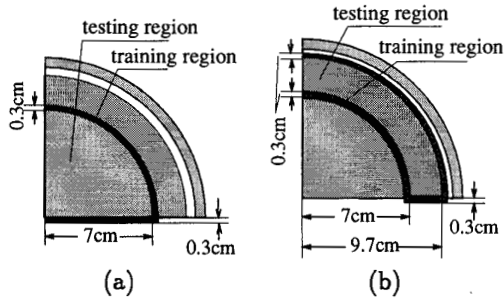 testing region
training region
0.3cm
7cm
0.3cm
(a)
testing region
training region
0.3cm
7cm
9.7cm
0.3cm
(b)